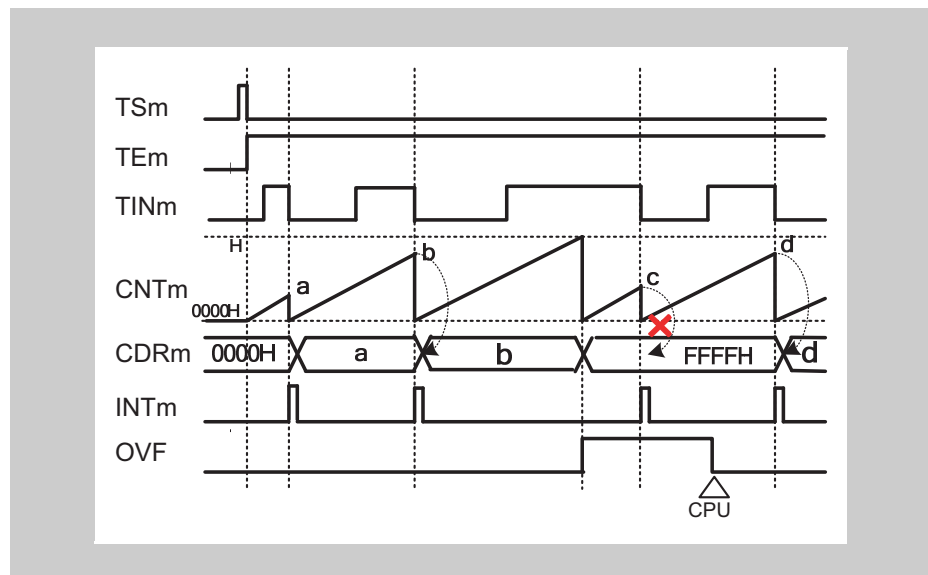 TSm
TEm
TINm
H
b
d
a
c
CNTm
0000H
CDRm 0000H a b FFFFH d
INTm
OVF
CPU